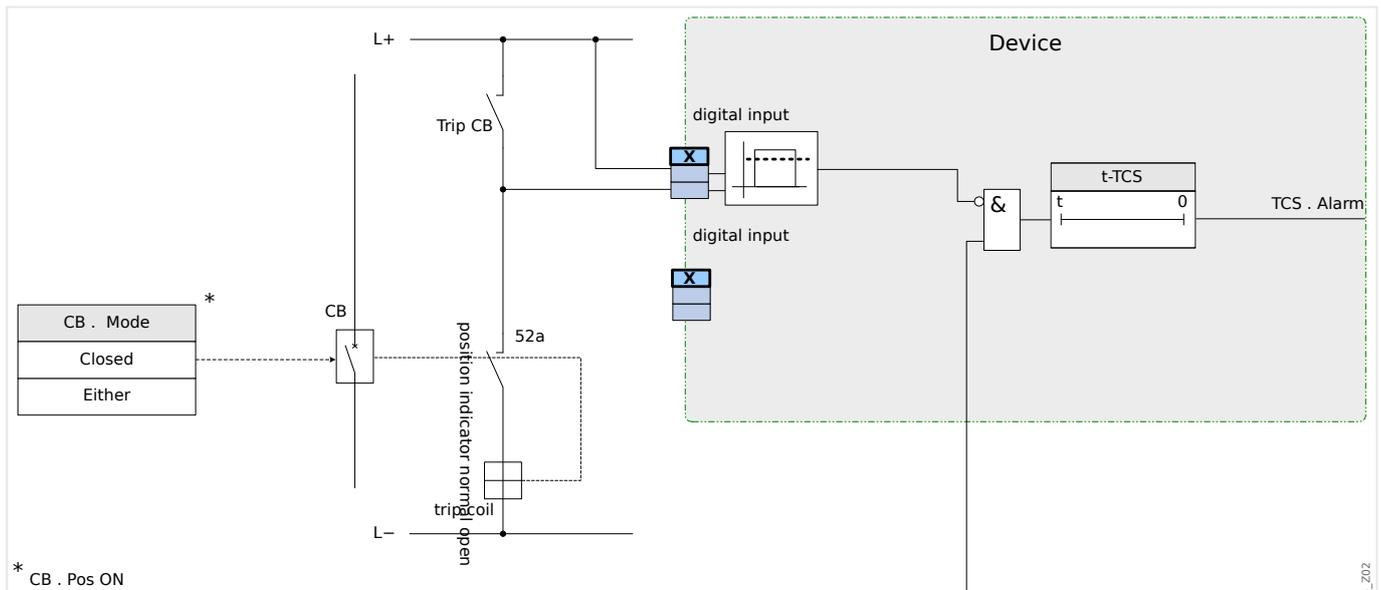 L+
Device
digital input
Trip CB
X
t-TCS
t 0
&
TCS . Alarm
digital input
X
*
CB . Mode
Closed
Either
CB
52a
position indicator normal open
trip coil
L−
*
CB . Pos ON
_Z02